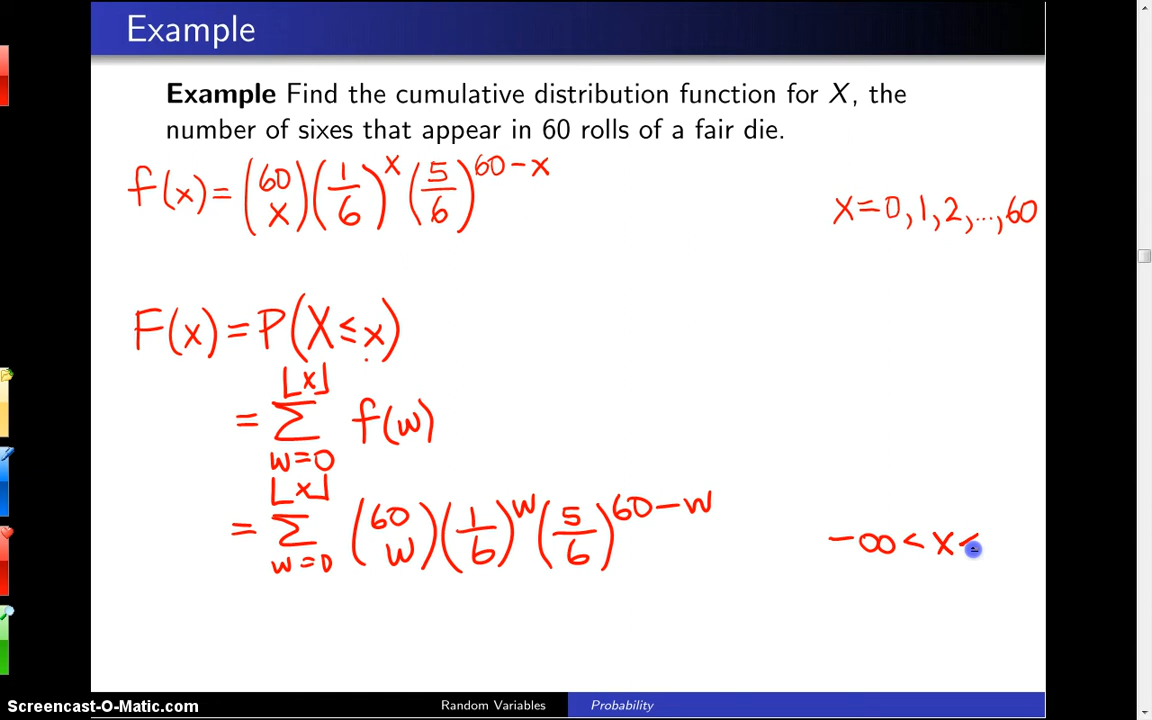 Example
Example Find the cumulative distribution function for X, the
number of sixes that appear in 60 rolls of a fair die.
f(x) = (60 x)(1/6)^x (5/6)^(60-x) x=0,1,2,...,60
F(x) = P(X ≤ x)
= ∑_{w=0}^{⌊x⌋} f(w)
= ∑_{w=0}^{⌊x⌋} (60 w)(1/6)^w (5/6)^(60-w) -∞ < x <
Screencast-O-Matic.com
Random Variables Probability